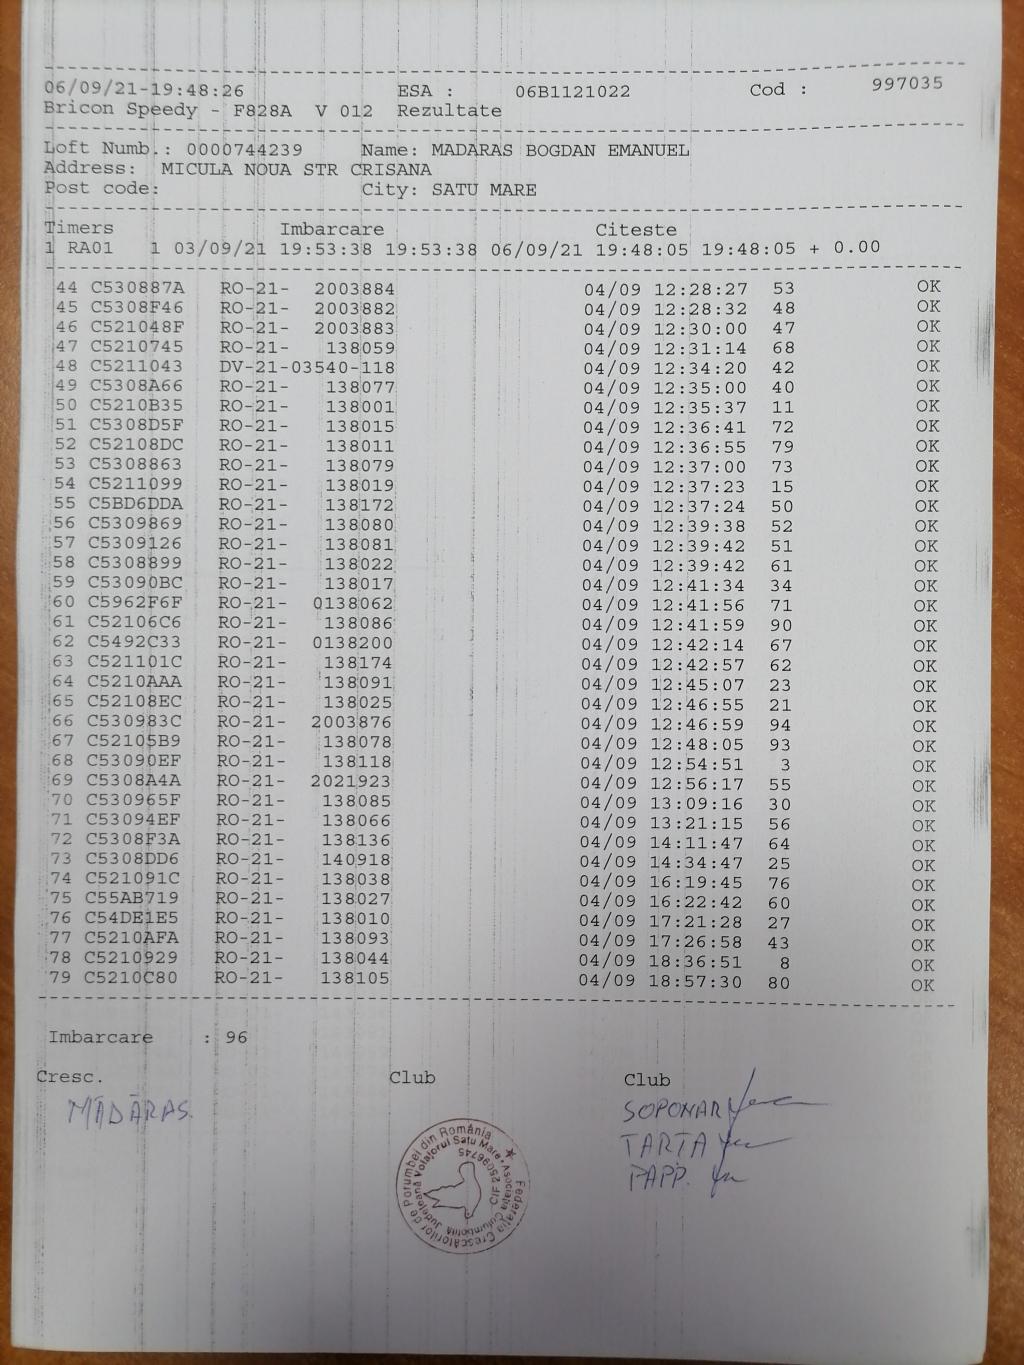 06/09/21-19:48:26 ESA : 06B1121022 Cod : 997035
Bricon Speedy - F828A V 012 Rezultate
Loft Numb.: 0000744239 Name: MADARAS BOGDAN EMANUEL
Address: MICULA NOUA STR CRISANA
Post code: City: SATU MARE
Timers Imbarcare Citeste
1 RA01 1 03/09/21 19:53:38 19:53:38 06/09/21 19:48:05 19:48:05 + 0.00
44 C530887A RO-21- 2003884 04/09 12:28:27 53 OK
45 C5308F46 RO-21- 2003882 04/09 12:28:32 48 OK
46 C521048F RO-21- 2003883 04/09 12:30:00 47 OK
47 C5210745 RO-21- 138059 04/09 12:31:14 68 OK
48 C5211043 DV-21-03540-118 04/09 12:34:20 42 OK
49 C5308A66 RO-21- 138077 04/09 12:35:00 40 OK
50 C5210B35 RO-21- 138001 04/09 12:35:37 11 OK
51 C5308D5F RO-21- 138015 04/09 12:36:41 72 OK
52 C52108DC RO-21- 138011 04/09 12:36:55 79 OK
53 C5308863 RO-21- 138079 04/09 12:37:00 73 OK
54 C5211099 RO-21- 138019 04/09 12:37:23 15 OK
55 C5BD6DDA RO-21- 138172 04/09 12:37:24 50 OK
56 C5309869 RO-21- 138080 04/09 12:39:38 52 OK
57 C5309126 RO-21- 138081 04/09 12:39:42 51 OK
58 C5308899 RO-21- 138022 04/09 12:39:42 61 OK
59 C53090BC RO-21- 138017 04/09 12:41:34 34 OK
60 C5962F6F RO-21- 0138062 04/09 12:41:56 71 OK
61 C52106C6 RO-21- 138086 04/09 12:41:59 90 OK
62 C5492C33 RO-21- 0138200 04/09 12:42:14 67 OK
63 C521101C RO-21- 138174 04/09 12:42:57 62 OK
64 C5210AAA RO-21- 138091 04/09 12:45:07 23 OK
65 C52108EC RO-21- 138025 04/09 12:46:55 21 OK
66 C530983C RO-21- 2003876 04/09 12:46:59 94 OK
67 C52105B9 RO-21- 138078 04/09 12:48:05 93 OK
68 C53090EF RO-21- 138118 04/09 12:54:51 3 OK
69 C5308A4A RO-21- 2021923 04/09 12:56:17 55 OK
70 C530965F RO-21- 138085 04/09 13:09:16 30 OK
71 C53094EF RO-21- 138066 04/09 13:21:15 56 OK
72 C5308F3A RO-21- 138136 04/09 14:11:47 64 OK
73 C5308DD6 RO-21- 140918 04/09 14:34:47 25 OK
74 C521091C RO-21- 138038 04/09 16:19:45 76 OK
75 C55AB719 RO-21- 138027 04/09 16:22:42 60 OK
76 C54DE1E5 RO-21- 138010 04/09 17:21:28 27 OK
77 C5210AFA RO-21- 138093 04/09 17:26:58 43 OK
78 C5210929 RO-21- 138044 04/09 18:36:51 8 OK
79 C5210C80 RO-21- 138105 04/09 18:57:30 80 OK
Imbarcare : 96
Cresc. Club Club
MĀDĀRAS. SOPONAR
TARTA
PAPP.
Federaţia Crescătorilor de Porumbei din România
Asociaţia Columbofilă Judeţeană Voiajorul Satu Mare
CIF 25096745